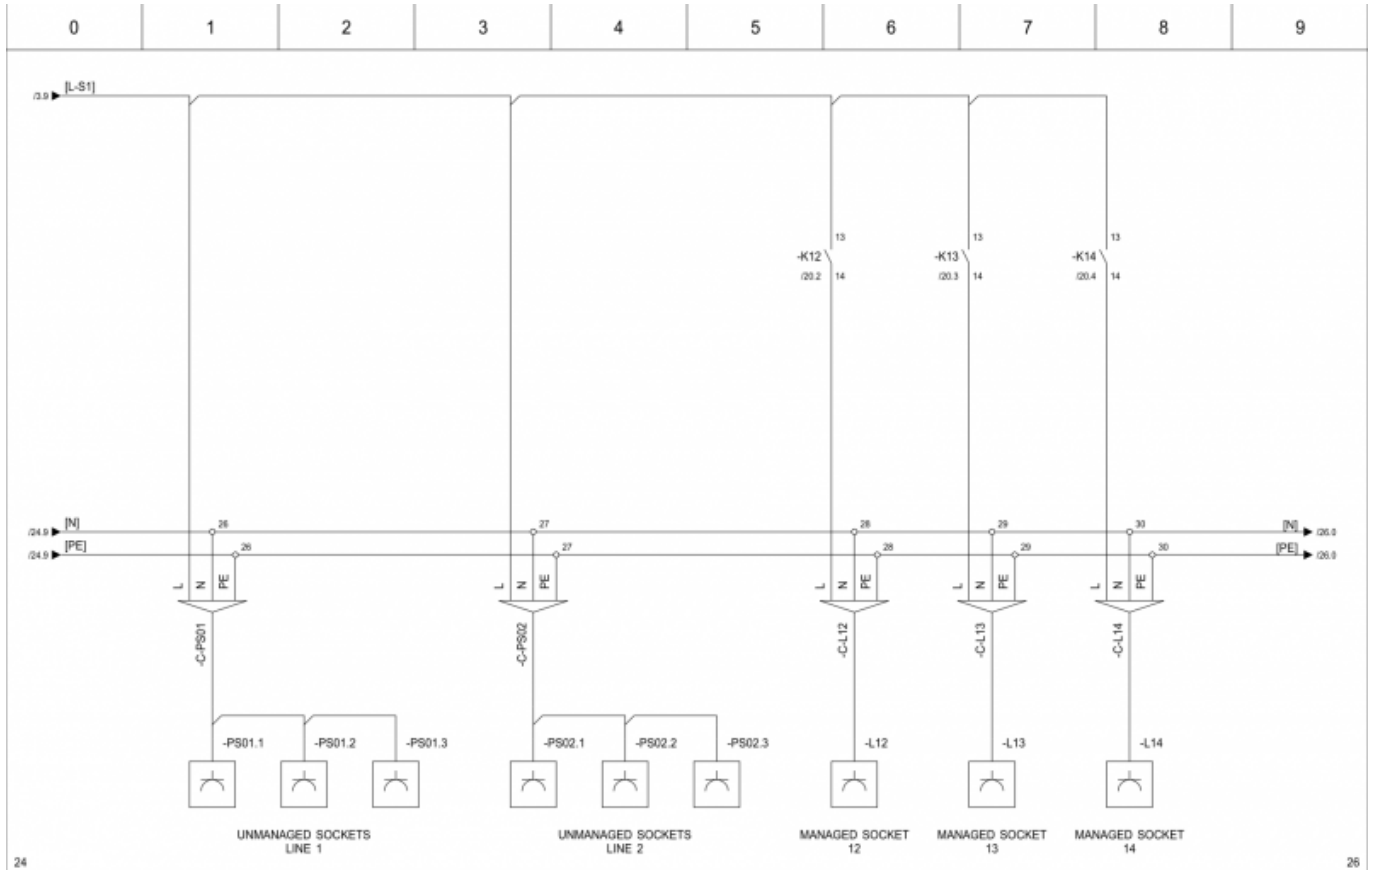 0 1 2 3 4 5 6 7 8 9
[L-S1]
/3.9
13 13 13
-K12 -K13 -K14
/20.2 14 /20.3 14 /20.4 14
[N] 26 27 28 29 30 [N]
/24.9 /26.0
[PE] 26 27 28 29 30 [PE]
/24.9 /26.0
L N PE L N PE L N PE L N PE L N PE
-C-PS01 -C-PS02 -C-L12 -C-L13 -C-L14
-PS01.1 -PS01.2 -PS01.3 -PS02.1 -PS02.2 -PS02.3 -L12 -L13 -L14
UNMANAGED SOCKETS UNMANAGED SOCKETS MANAGED SOCKET MANAGED SOCKET MANAGED SOCKET
LINE 1 LINE 2 12 13 14
24 26